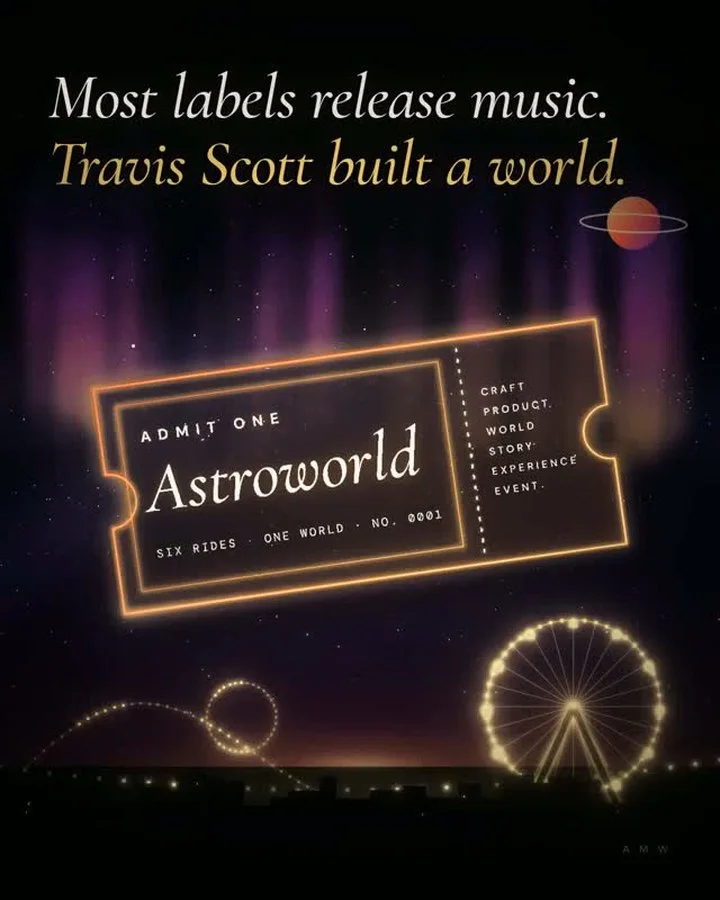 Most labels release music.
Travis Scott built a world.
ADMIT ONE
Astroworld
SIX RIDES · ONE WORLD · NO. 0001
CRAFT
PRODUCT.
WORLD
STORY·
EXPERIENCE
EVENT.
A M W